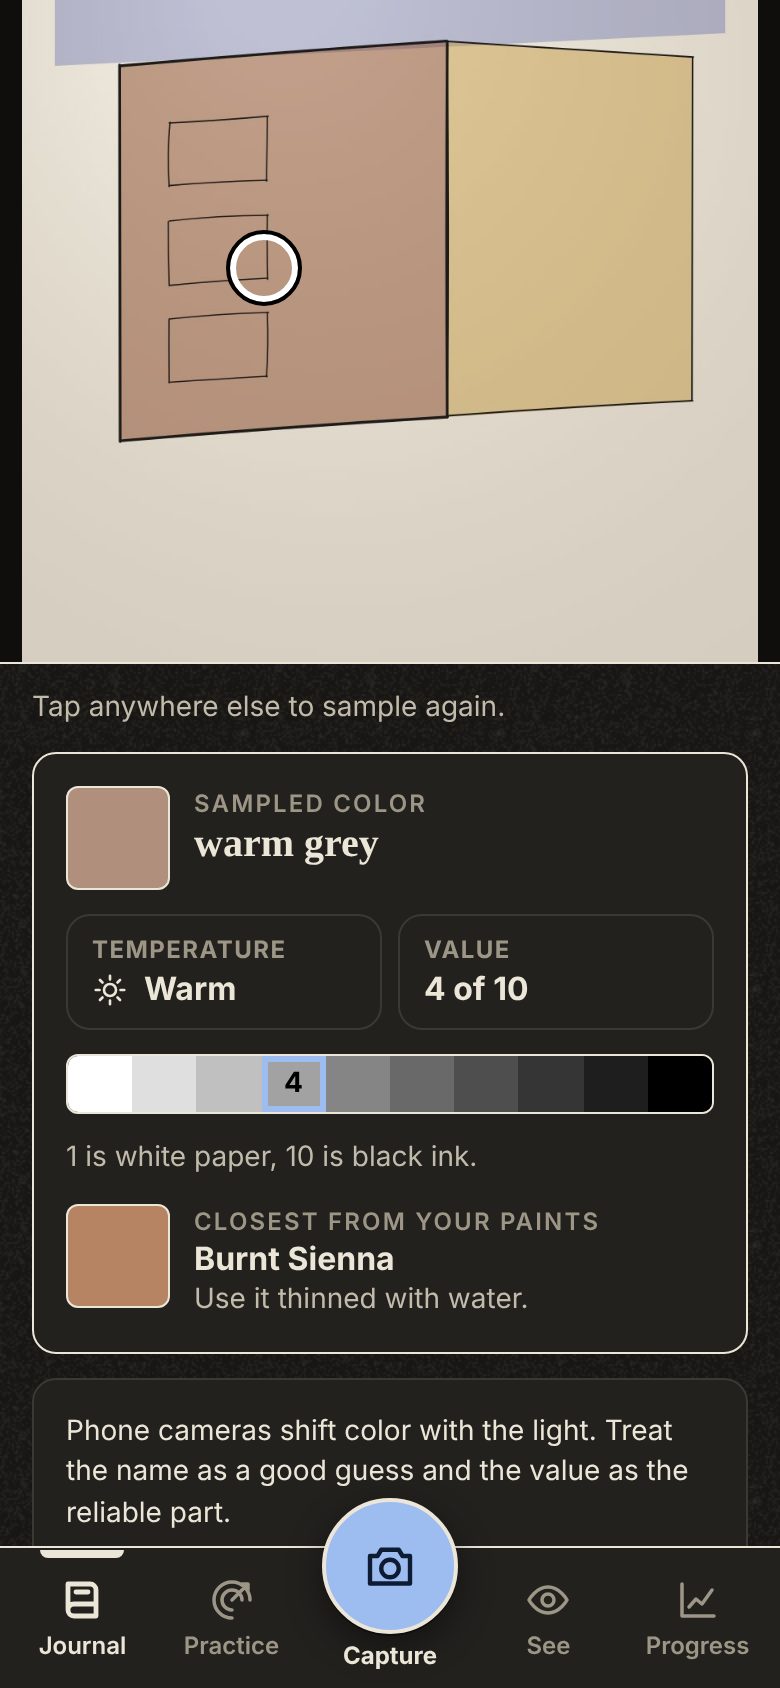 Tap anywhere else to sample again.
SAMPLED COLOR
warm grey
TEMPERATURE
Warm
VALUE
4 of 10
4
1 is white paper, 10 is black ink.
CLOSEST FROM YOUR PAINTS
Burnt Sienna
Use it thinned with water.
Phone cameras shift color with the light. Treat
the name as a good guess and the value as the
reliable part.
Journal
Practice
Capture
See
Progress